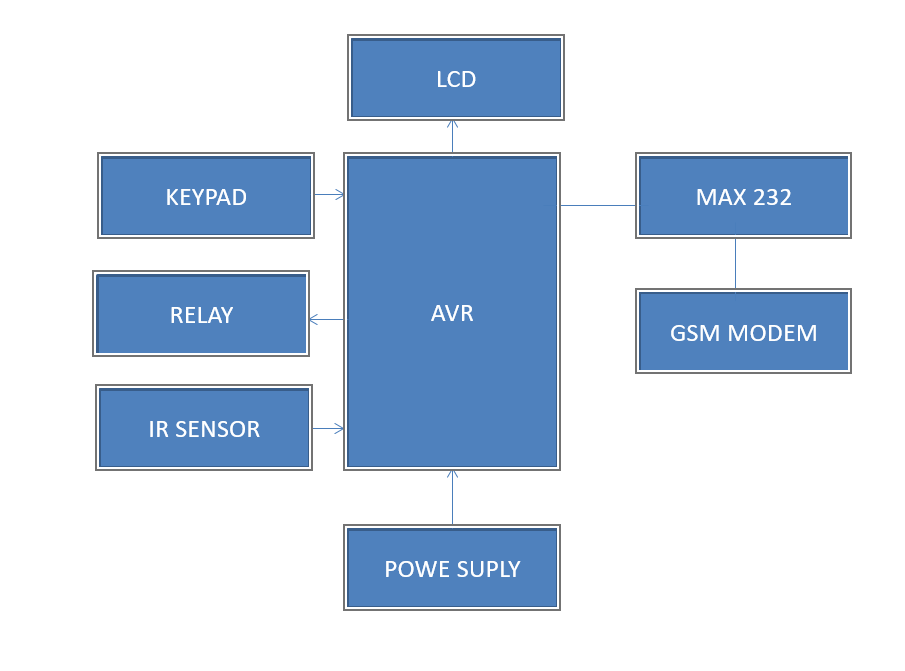 LCD
KEYPAD
AVR
MAX 232
RELAY
GSM MODEM
IR SENSOR
POWE SUPLY